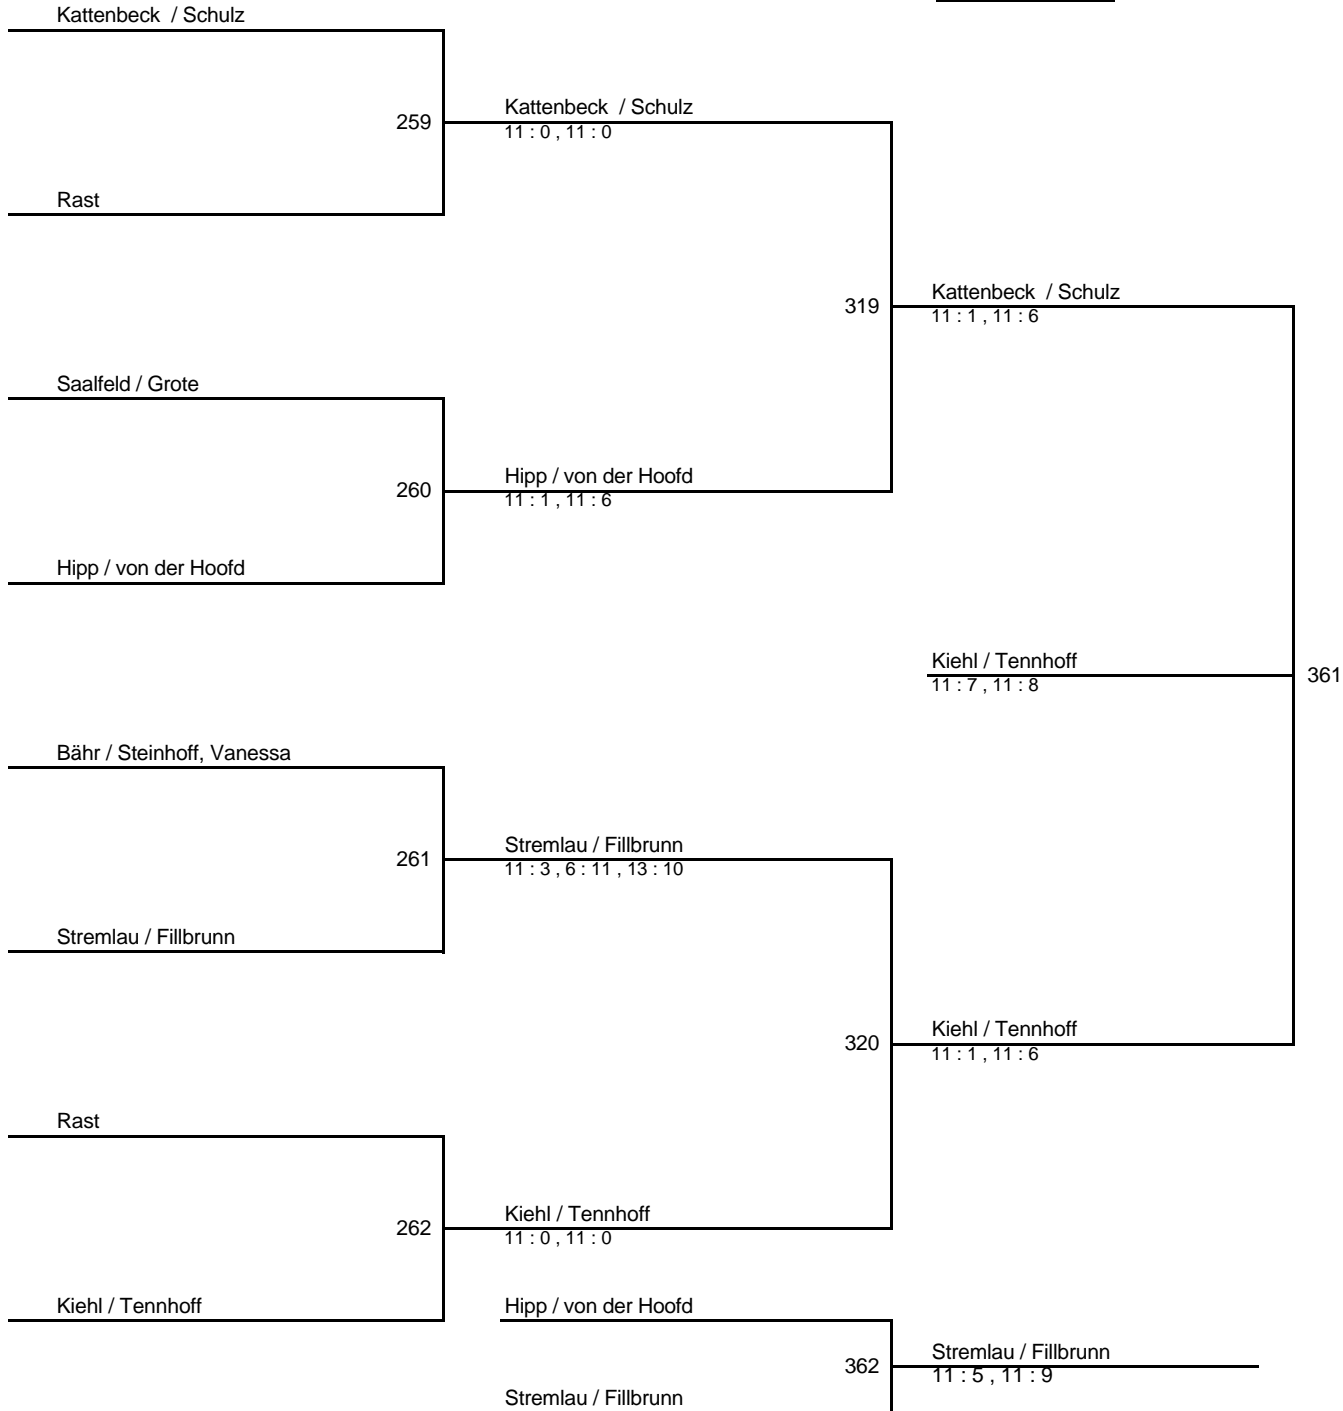 Kattenbeck / Schulz
259
Kattenbeck / Schulz
11 : 0 , 11 : 0
Rast
319
Kattenbeck / Schulz
11 : 1 , 11 : 6
Saalfeld / Grote
260
Hipp / von der Hoofd
11 : 1 , 11 : 6
Hipp / von der Hoofd
Kiehl / Tennhoff
11 : 7 , 11 : 8
361
Bähr / Steinhoff, Vanessa
261
Stremlau / Fillbrunn
11 : 3 , 6 : 11 , 13 : 10
Stremlau / Fillbrunn
320
Kiehl / Tennhoff
11 : 1 , 11 : 6
Rast
262
Kiehl / Tennhoff
11 : 0 , 11 : 0
Kiehl / Tennhoff
Hipp / von der Hoofd
362
Stremlau / Fillbrunn
11 : 5 , 11 : 9
Stremlau / Fillbrunn